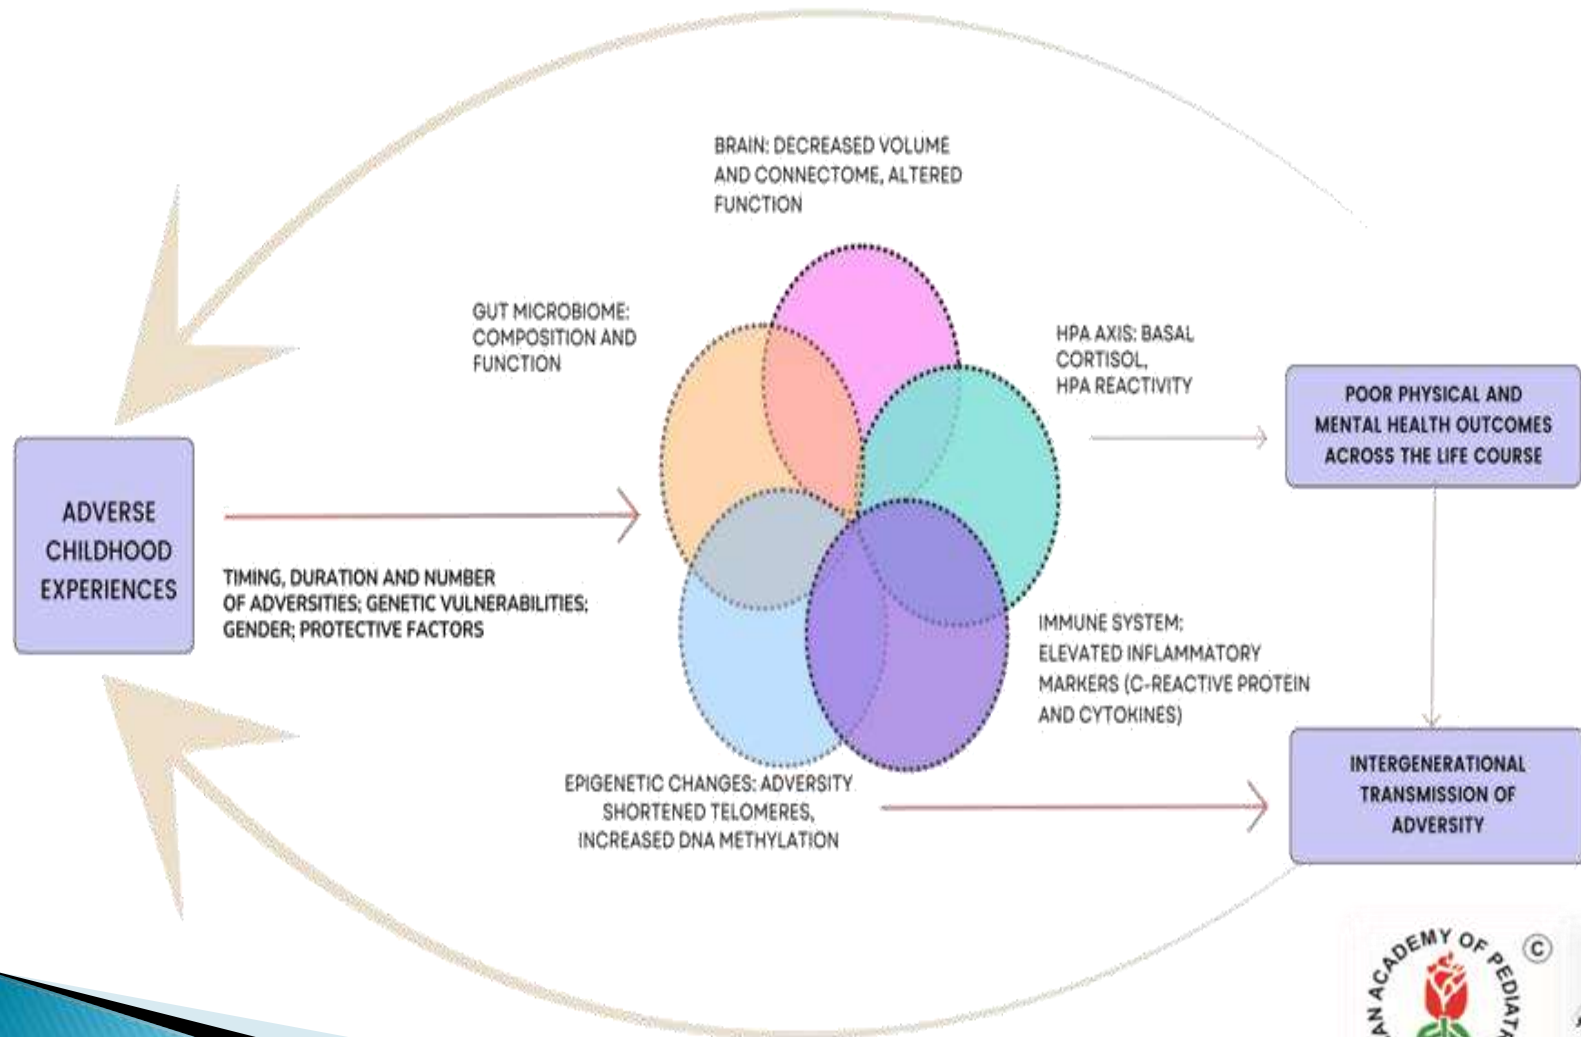 BRAIN: DECREASED VOLUME
AND CONNECTOME, ALTERED
FUNCTION
GUT MICROBIOME:
COMPOSITION AND
FUNCTION
HPA AXIS: BASAL
CORTISOL,
HPA REACTIVITY
POOR PHYSICAL AND
MENTAL HEALTH OUTCOMES
ACROSS THE LIFE COURSE
ADVERSE
CHILDHOOD
EXPERIENCES
TIMING, DURATION AND NUMBER
OF ADVERSITIES; GENETIC VULNERABILITIES;
GENDER; PROTECTIVE FACTORS
IMMUNE SYSTEM:
ELEVATED INFLAMMATORY
MARKERS (C-REACTIVE PROTEIN
AND CYTOKINES)
EPIGENETIC CHANGES: ADVERSITY
SHORTENED TELOMERES,
INCREASED DNA METHYLATION
INTERGENERATIONAL
TRANSMISSION OF
ADVERSITY
ACADEMY OF
©